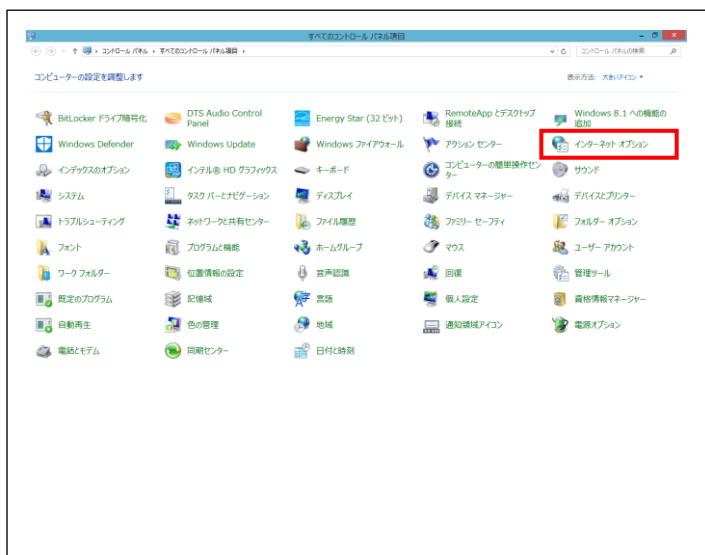 すべてのコントロール パネル項目
コントロール パネル ▸ すべてのコントロール パネル項目 ▸
コントロール パネルの検索
コンピューターの設定を調整します
表示方法: 大きいアイコン ▼
BitLocker ドライブ暗号化
DTS Audio Control
Panel
Energy Star (32 ビット)
RemoteApp とデスクトップ
接続
Windows 8.1 への機能の
追加
Windows Defender
Windows Update
Windows ファイアウォール
アクション センター
インターネット オプション
インデックスのオプション
インテル® HD グラフィックス
キーボード
コンピューターの簡単操作セン
ター
サウンド
システム
タスク バーとナビゲーション
ディスプレイ
デバイス マネージャー
デバイスとプリンター
トラブルシューティング
ネットワークと共有センター
ファイル履歴
ファミリー セーフティ
フォルダー オプション
フォント
プログラムと機能
ホームグループ
マウス
ユーザー アカウント
ワーク フォルダー
位置情報の設定
音声認識
回復
管理ツール
既定のプログラム
記憶域
言語
個人設定
資格情報マネージャー
自動再生
色の管理
地域
通知領域アイコン
電源オプション
電話とモデム
同期センター
日付と時刻